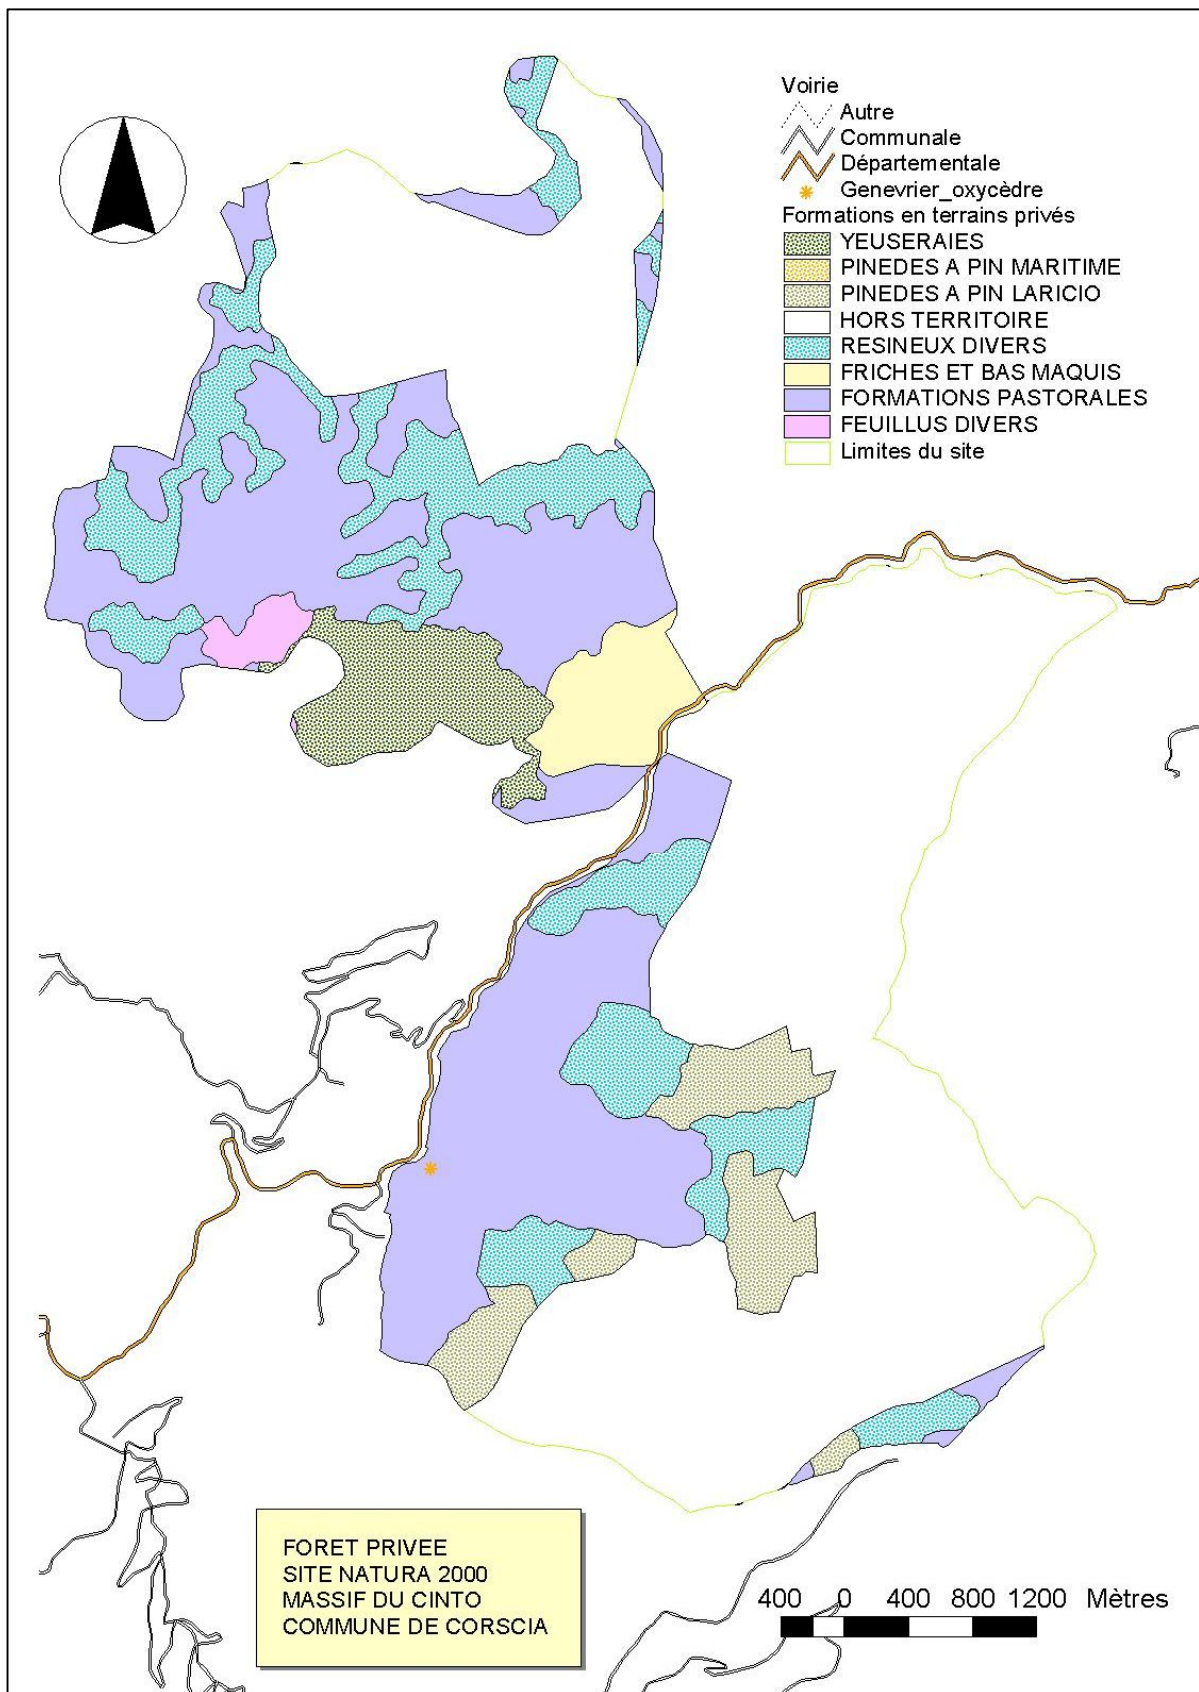 Voirie
Autre
Communale
Départementale
Genevrier_oxycèdre
Formations en terrains privés
YEUSERAIES
PINEDES A PIN MARITIME
PINEDES A PIN LARICIO
HORS TERRITOIRE
RESINEUX DIVERS
FRICHES ET BAS MAQUIS
FORMATIONS PASTORALES
FEUILLUS DIVERS
Limites du site
FORET PRIVEE
SITE NATURA 2000
MASSIF DU CINTO
COMMUNE DE CORSCIA
400 0 400 800 1200 Mètres